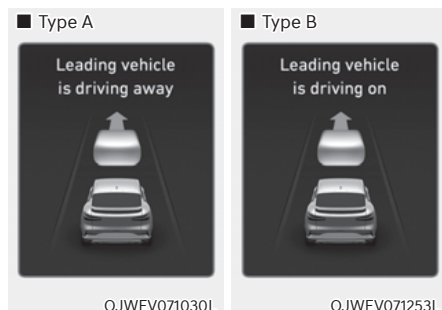 ■ Type A
Leading vehicle
is driving away
OJWEV071030L
■ Type B
Leading vehicle
is driving on
OJWEV071253L